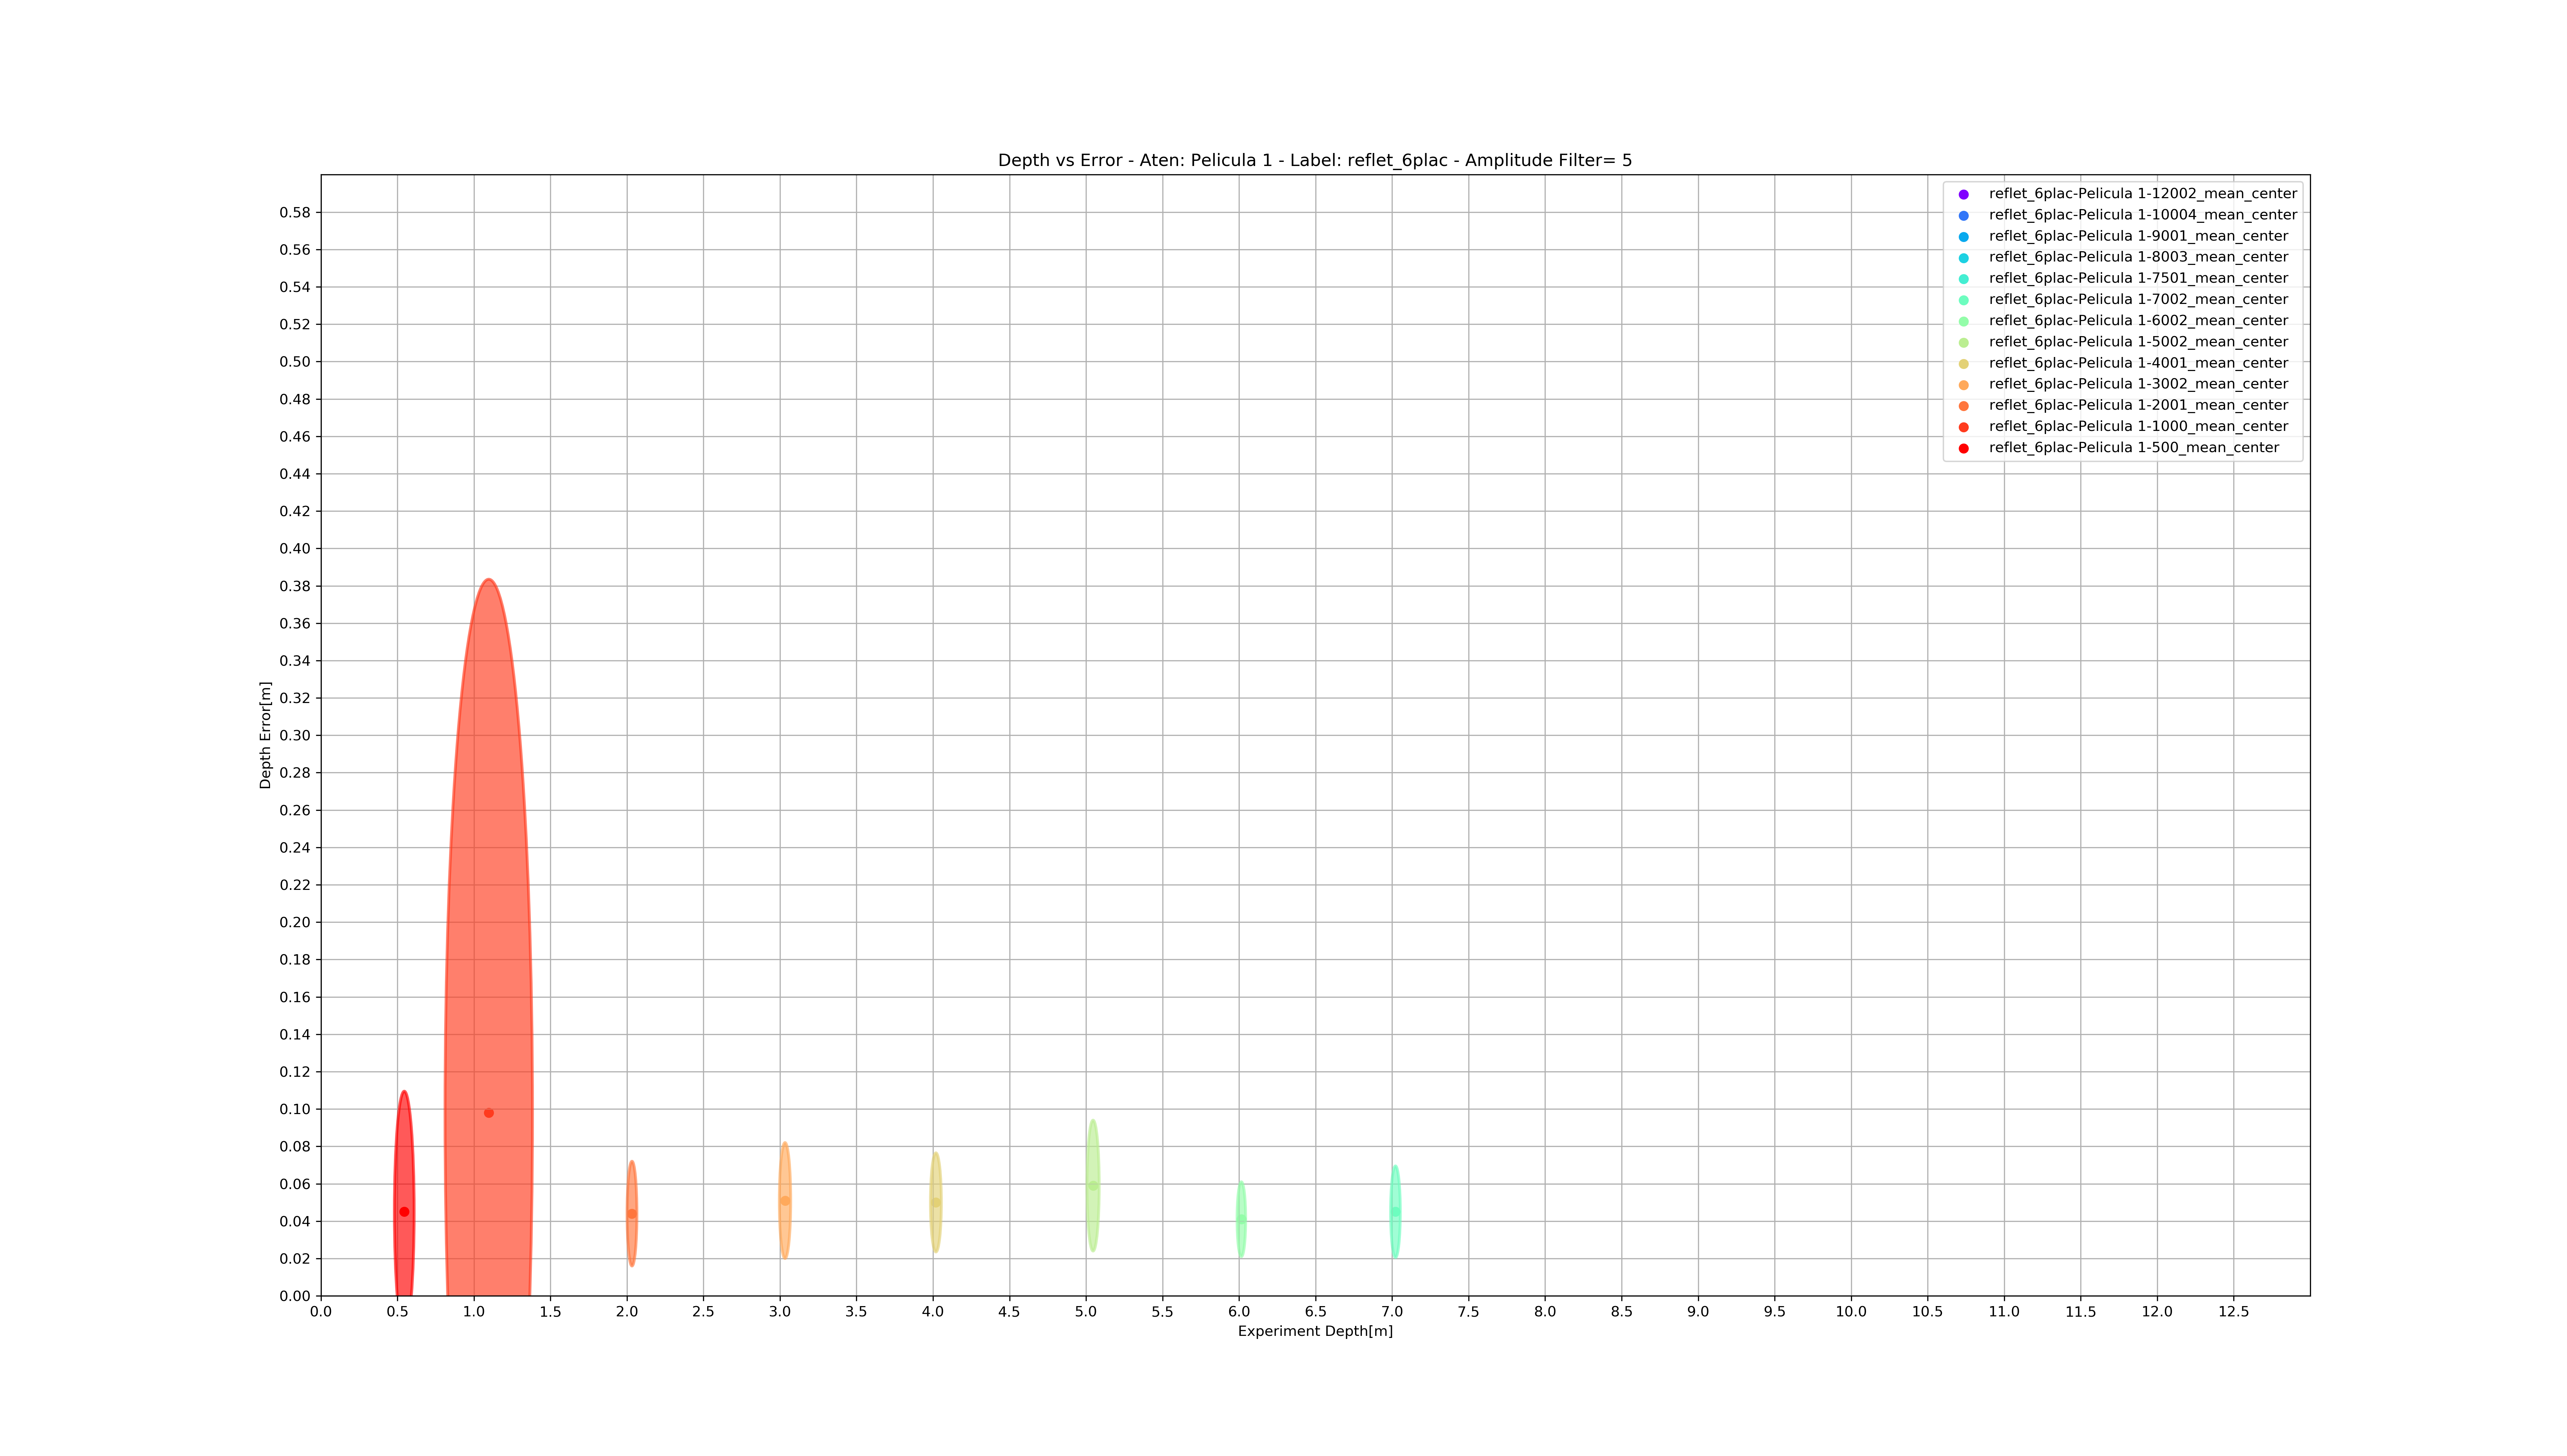 Depth vs Error - Aten: Pelicula 1 - Label: reflet_6plac - Amplitude Filter= 5
reflet_6plac-Pelicula 1-12002_mean_center
reflet_6plac-Pelicula 1-10004_mean_center
reflet_6plac-Pelicula 1-9001_mean_center
reflet_6plac-Pelicula 1-8003_mean_center
reflet_6plac-Pelicula 1-7501_mean_center
reflet_6plac-Pelicula 1-7002_mean_center
reflet_6plac-Pelicula 1-6002_mean_center
reflet_6plac-Pelicula 1-5002_mean_center
reflet_6plac-Pelicula 1-4001_mean_center
reflet_6plac-Pelicula 1-3002_mean_center
reflet_6plac-Pelicula 1-2001_mean_center
reflet_6plac-Pelicula 1-1000_mean_center
reflet_6plac-Pelicula 1-500_mean_center
Depth Error[m]
0.58
0.56
0.54
0.52
0.50
0.48
0.46
0.44
0.42
0.40
0.38
0.36
0.34
0.32
0.30
0.28
0.26
0.24
0.22
0.20
0.18
0.16
0.14
0.12
0.10
0.08
0.06
0.04
0.02
0.00
0.0 0.5 1.0 1.5 2.0 2.5 3.0 3.5 4.0 4.5 5.0 5.5 6.0 6.5 7.0 7.5 8.0 8.5 9.0 9.5 10.0 10.5 11.0 11.5 12.0 12.5
Experiment Depth[m]